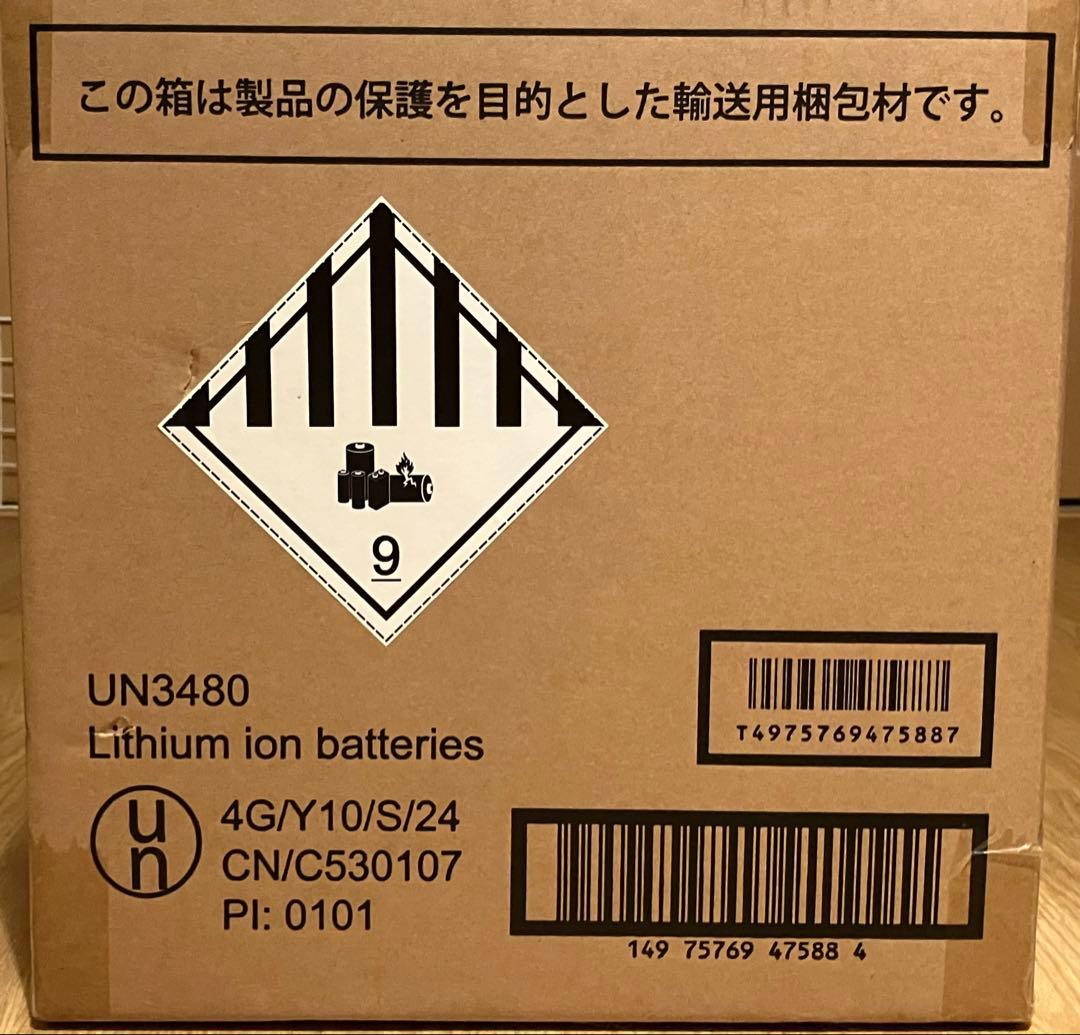 この箱は製品の保護を目的とした輸送用梱包材です。
9
UN3480
Lithium ion batteries
T4975769475887
un
4G/Y10/S/24
CN/C530107
PI: 0101
149 75769 47588 4